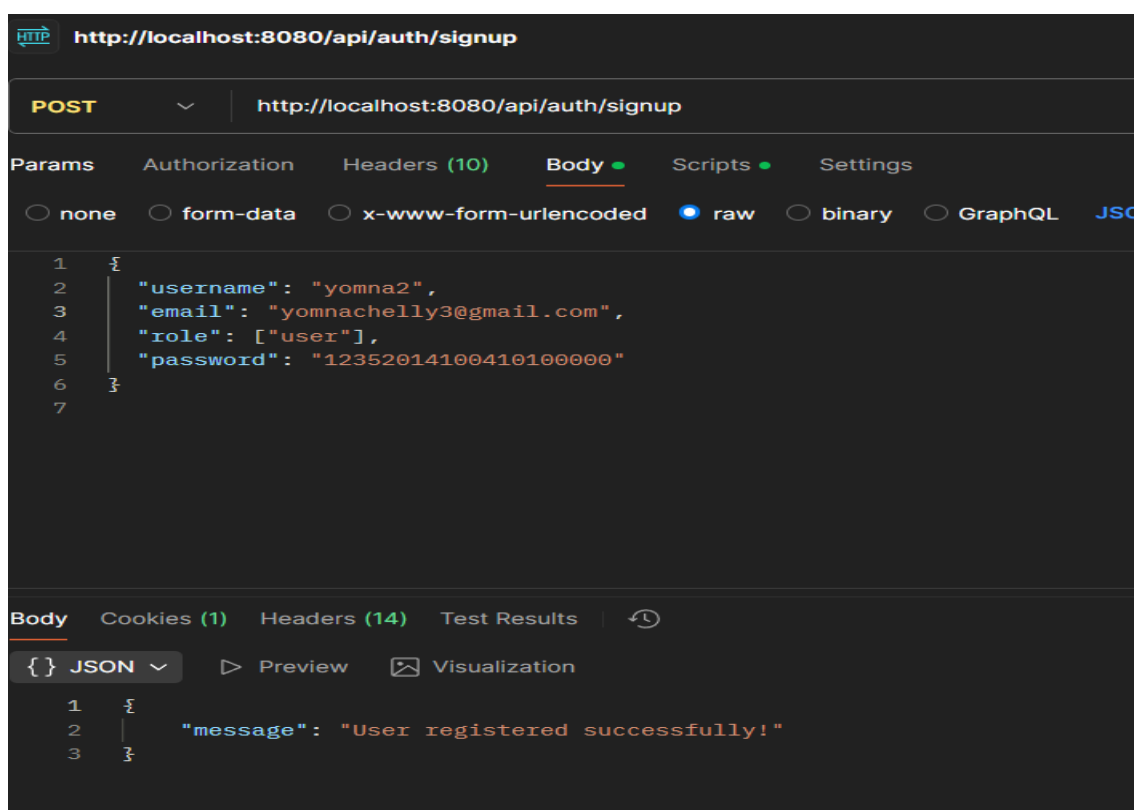 HTTP http://localhost:8080/api/auth/signup
POST http://localhost:8080/api/auth/signup
Params Authorization Headers (10) Body Scripts Settings
none form-data x-www-form-urlencoded raw binary GraphQL JSO
1 {
2 "username": "yomna2",
3 "email": "yomnachelly3@gmail.com",
4 "role": ["user"],
5 "password": "12352014100410100000"
6 }
7
Body Cookies (1) Headers (14) Test Results
{} JSON Preview Visualization
1 {
2 "message": "User registered successfully!"
3 }